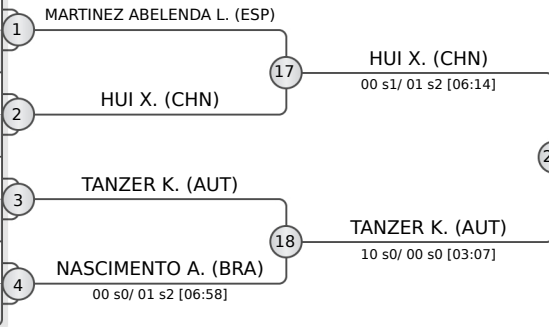 1
MARTINEZ ABELENDA L. (ESP)
17
HUI X. (CHN)
00 s1/ 01 s2 [06:14]
2
HUI X. (CHN)
2
3
TANZER K. (AUT)
18
TANZER K. (AUT)
10 s0/ 00 s0 [03:07]
4
NASCIMENTO A. (BRA)
00 s0/ 01 s2 [06:58]